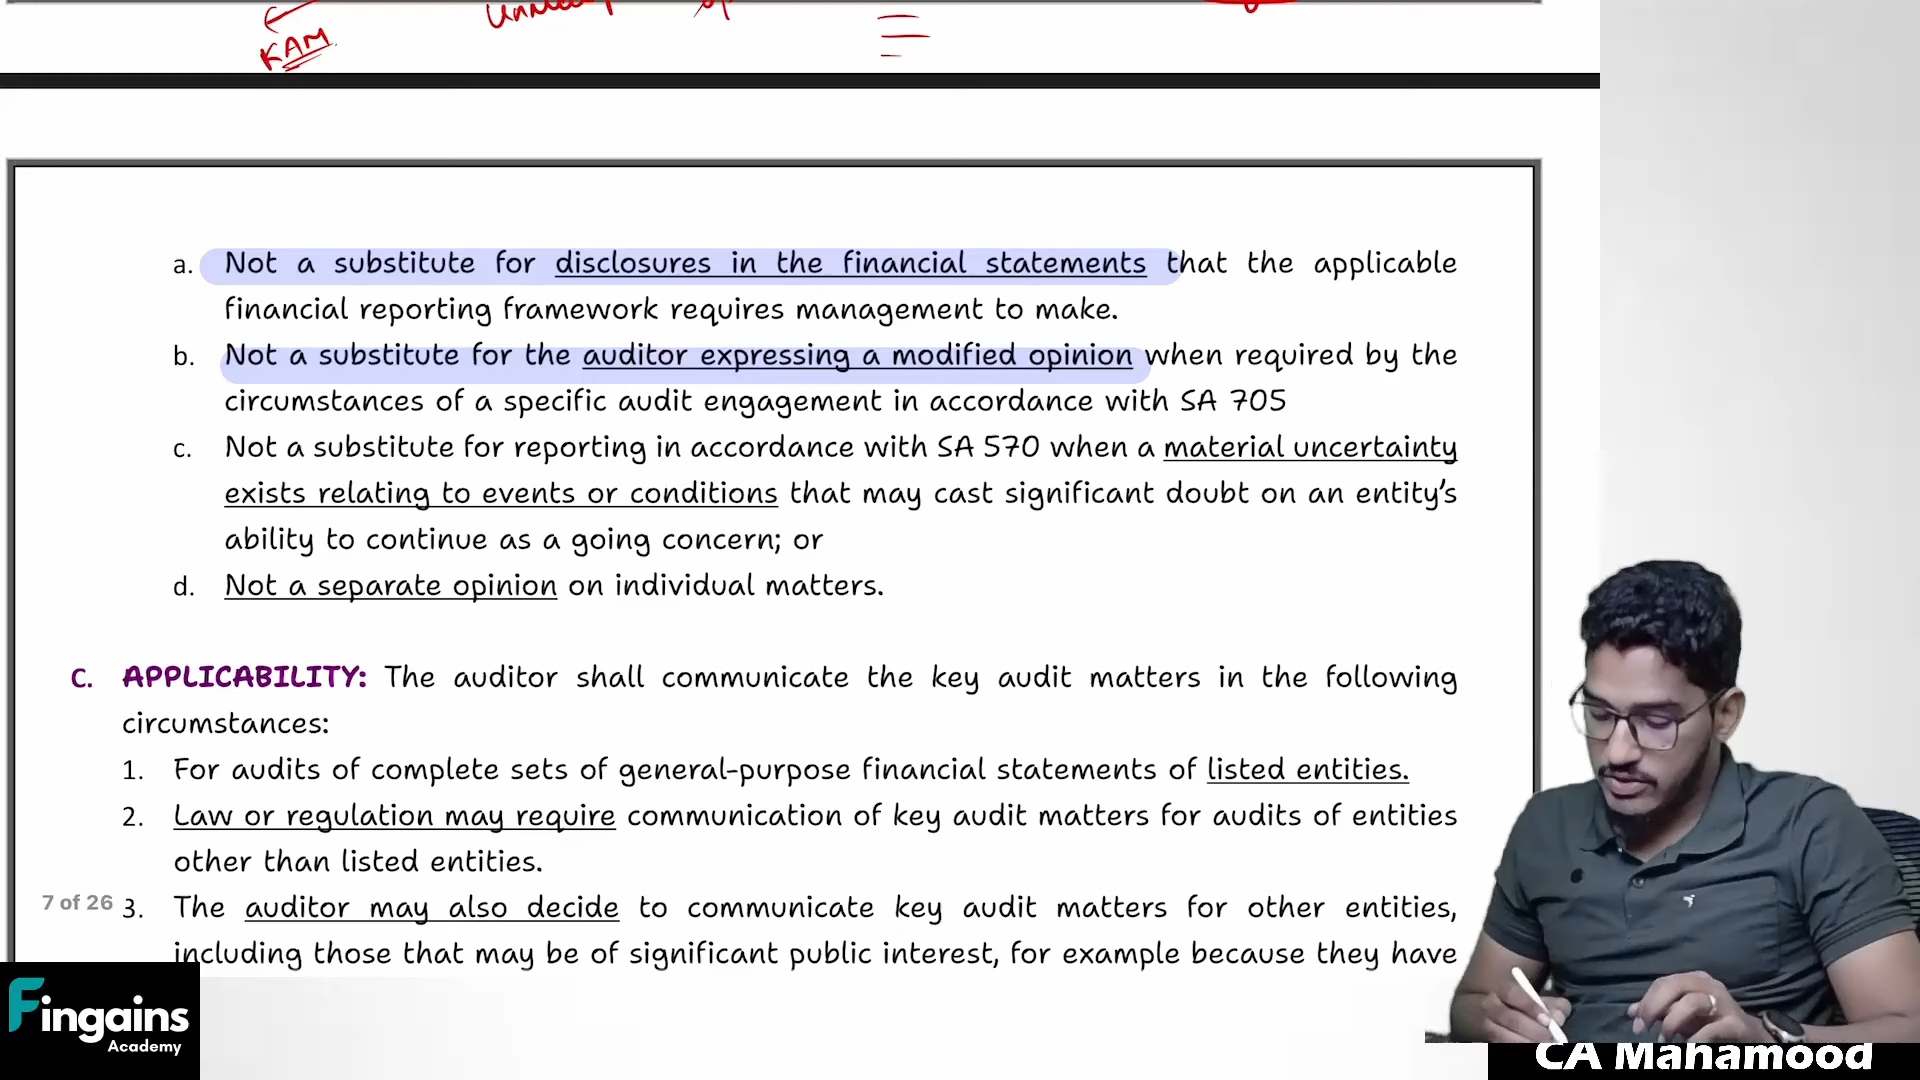 KAM
a. Not a substitute for disclosures in the financial statements that the applicable
financial reporting framework requires management to make.
b. Not a substitute for the auditor expressing a modified opinion when required by the
circumstances of a specific audit engagement in accordance with SA 705
c. Not a substitute for reporting in accordance with SA 570 when a material uncertainty
exists relating to events or conditions that may cast significant doubt on an entity's
ability to continue as a going concern; or
d. Not a separate opinion on individual matters.
C. APPLICABILITY: The auditor shall communicate the key audit matters in the following
circumstances:
1. For audits of complete sets of general-purpose financial statements of listed entities.
2. Law or regulation may require communication of key audit matters for audits of entities
other than listed entities.
7 of 26
3. The auditor may also decide to communicate key audit matters for other entities,
including those that may be of significant public interest, for example because they have
Fingains
Academy
CA Mahamood